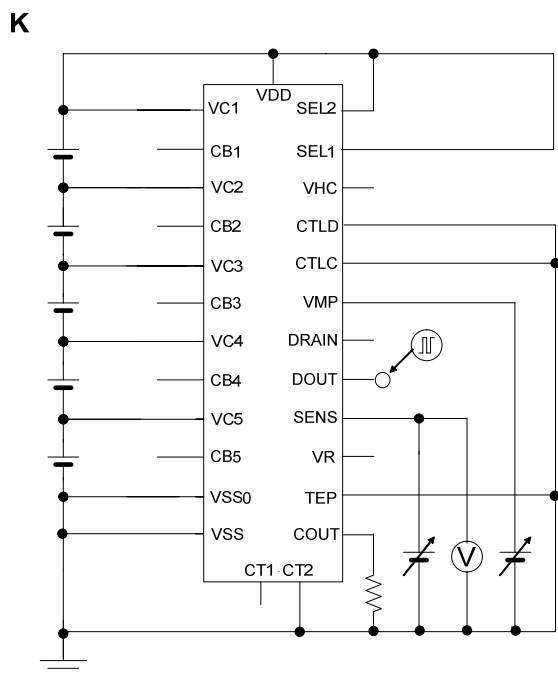 K
VDD
VC1 SEL2
CB1 SEL1
VC2 VHC
CB2 CTLD
VC3 CTLC
CB3 VMP
VC4 DRAIN
CB4 DOUT
VC5 SENS
CB5 VR
VSS0 TEP
VSS COUT
V
CT1 CT2